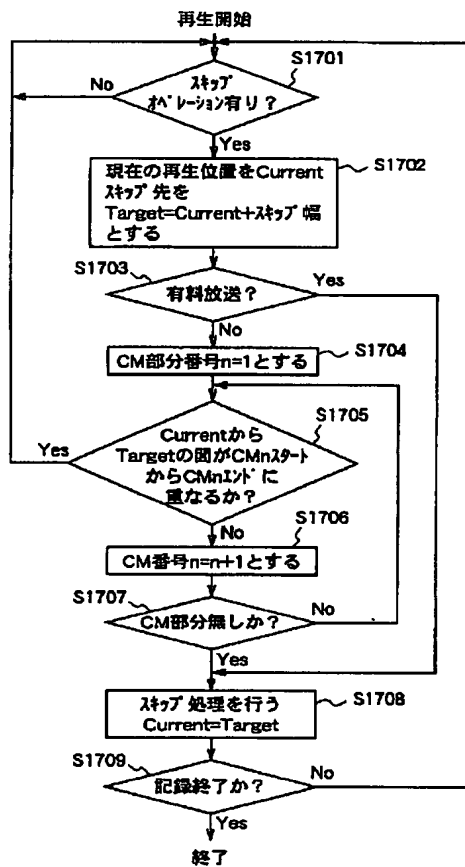 再生開始
S1701
スキップ
オペレーション有り？
No
Yes
S1702
現在の再生位置をCurrent
スキップ先を
Target=Current+スキップ幅
とする
S1703
有料放送？
Yes
No
S1704
CM部分番号n=1とする
S1705
Currentから
Targetの間がCMnスタート
からCMnエンドに
重なるか？
Yes
No
S1706
CM番号n=n+1とする
S1707
CM部分無しか？
No
Yes
S1708
スキップ処理を行う
Current=Target
S1709
記録終了か？
No
Yes
終了